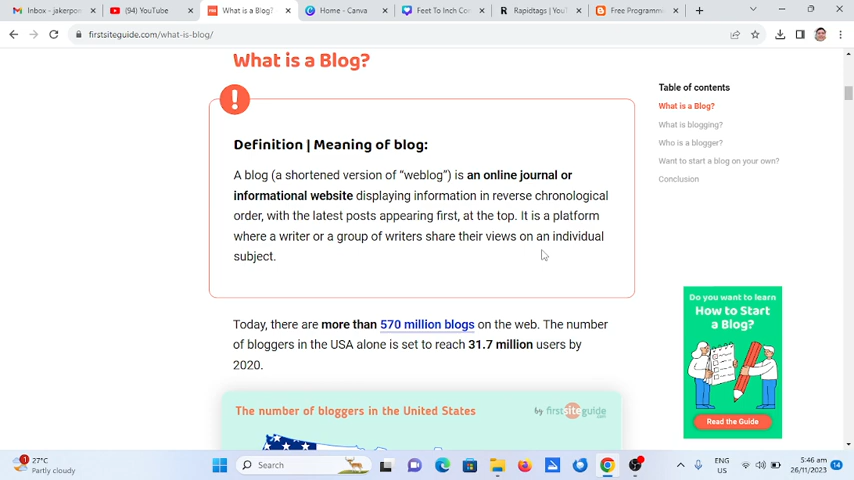 Inbox - jakerpon
(94) YouTube
What is a Blog?
Home - Canva
Feet To Inch Con
Rapidtags | YouT
Free Programm
firstsiteguide.com/what-is-blog/
What is a Blog?
Definition | Meaning of blog:
A blog (a shortened version of “weblog”) is an online journal or
informational website displaying information in reverse chronological
order, with the latest posts appearing first, at the top. It is a platform
where a writer or a group of writers share their views on an individual
subject.
Today, there are more than 570 million blogs on the web. The number
of bloggers in the USA alone is set to reach 31.7 million users by
2020.
The number of bloggers in the United States
by firstsiteguide
.com
Table of contents
What is a Blog?
What is blogging?
Who is a blogger?
Want to start a blog on your own?
Conclusion
Do you want to learn
How to Start
a Blog?
Read the Guide
1
27°C
Partly cloudy
Search
ENG
US
5:46 am
26/11/2023
14